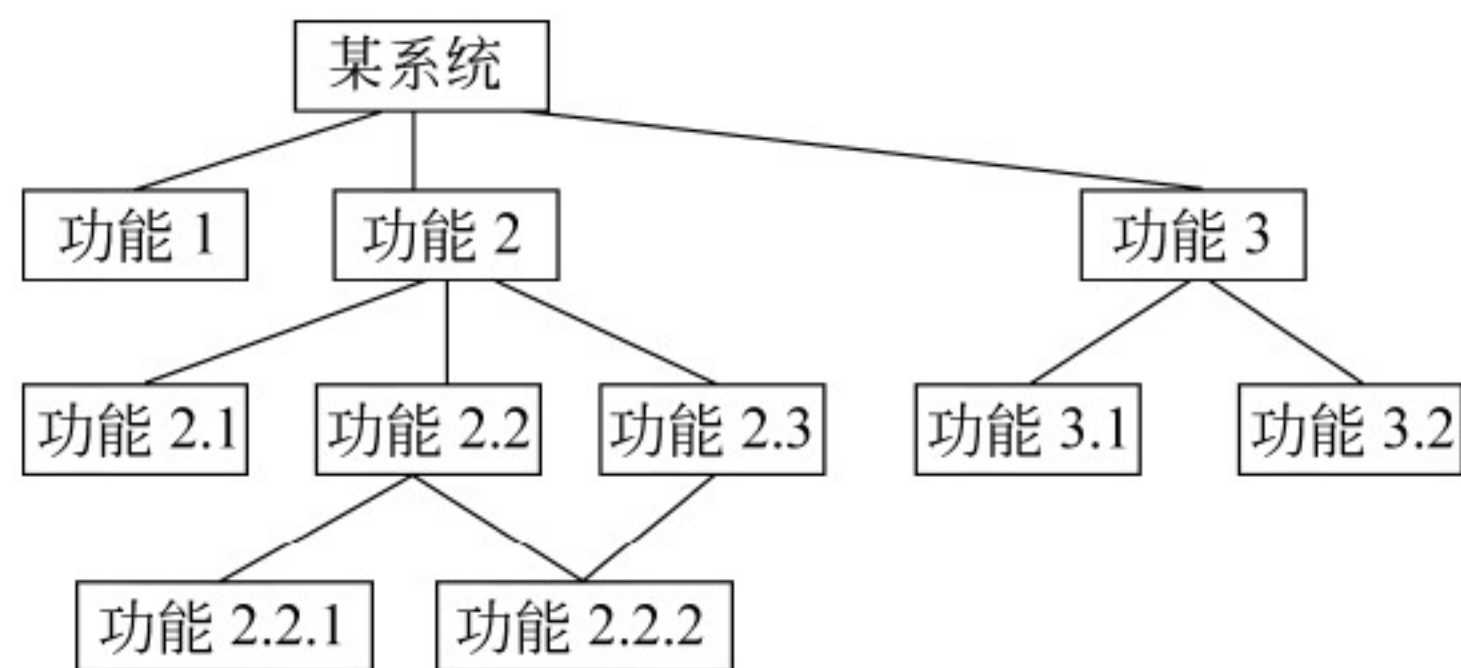 某系统
功能 1
功能 2
功能 3
功能 2.1
功能 2.2
功能 2.3
功能 3.1
功能 3.2
功能 2.2.1
功能 2.2.2